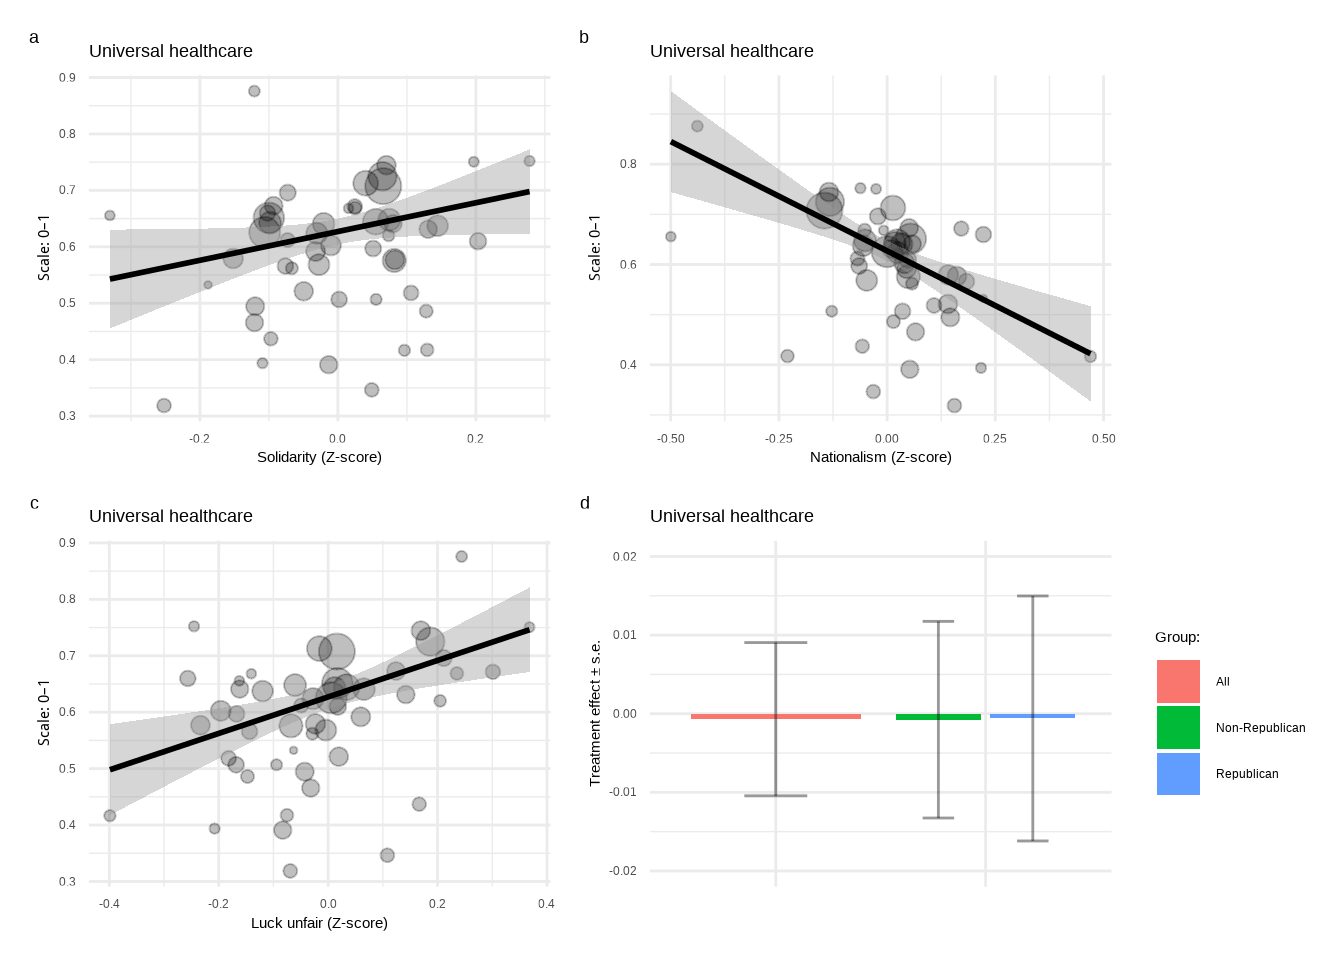 a
Universal healthcare
Scale: 0–1
0.9
0.8
0.7
0.6
0.5
0.4
0.3
-0.2 0.0 0.2
Solidarity (Z-score)
b
Universal healthcare
Scale: 0–1
0.8
0.6
0.4
-0.50 -0.25 0.00 0.25 0.50
Nationalism (Z-score)
c
Universal healthcare
Scale: 0–1
0.9
0.8
0.7
0.6
0.5
0.4
0.3
-0.4 -0.2 0.0 0.2 0.4
Luck unfair (Z-score)
d
Universal healthcare
Treatment effect ± s.e.
0.02
0.01
0.00
-0.01
-0.02
Group:
All
Non-Republican
Republican